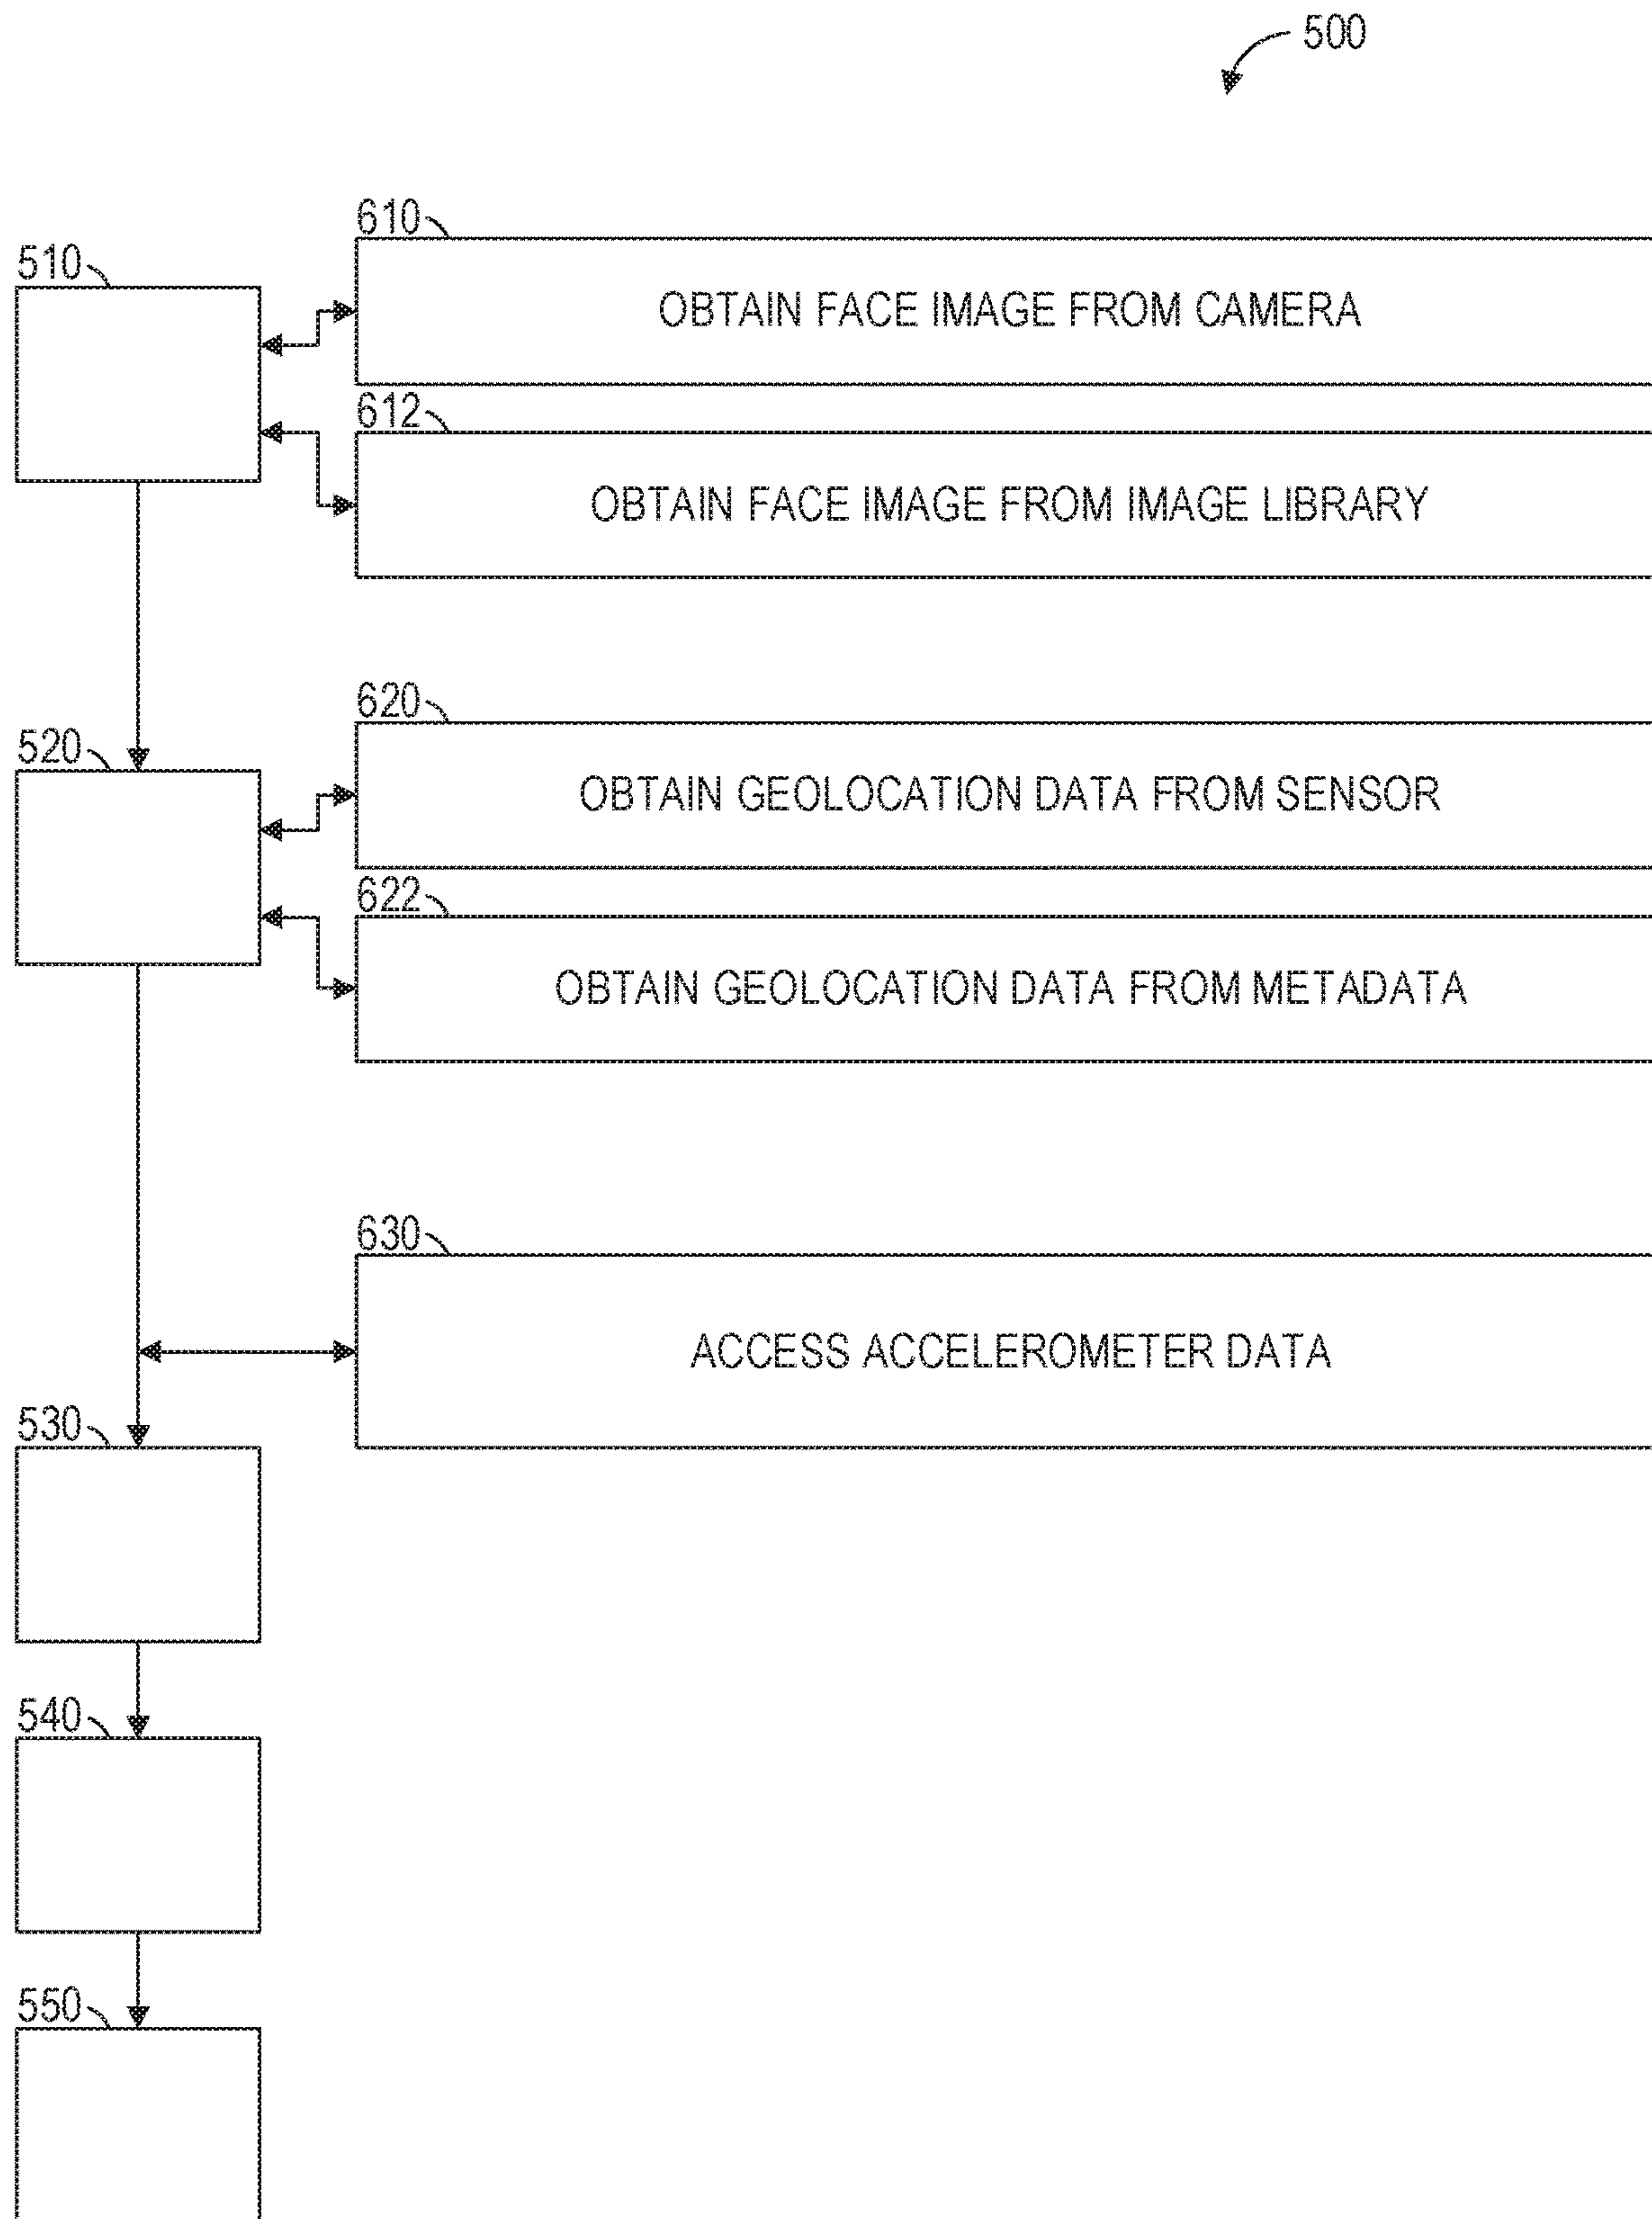 500
610
510
OBTAIN FACE IMAGE FROM CAMERA
612
OBTAIN FACE IMAGE FROM IMAGE LIBRARY
620
520
OBTAIN GEOLOCATION DATA FROM SENSOR
622
OBTAIN GEOLOCATION DATA FROM METADATA
630
ACCESS ACCELEROMETER DATA
530
540
550